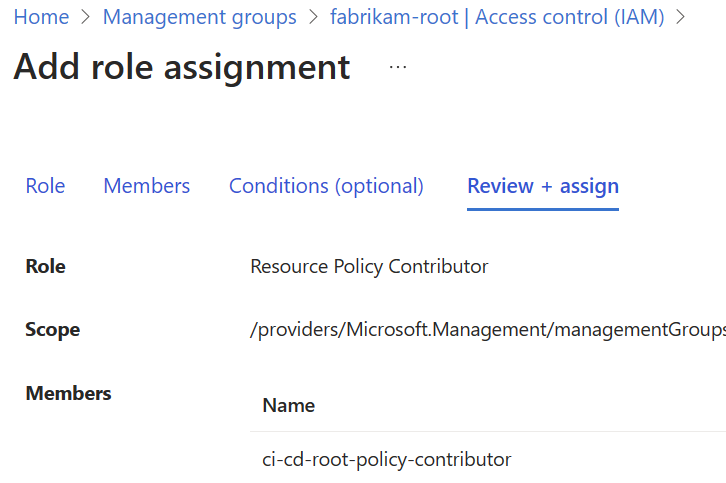 Home > Management groups > fabrikam-root | Access control (IAM) >
Add role assignment ...
Role Members Conditions (optional) Review + assign
Role Resource Policy Contributor
Scope /providers/Microsoft.Management/managementGroups
Members
Name
ci-cd-root-policy-contributor